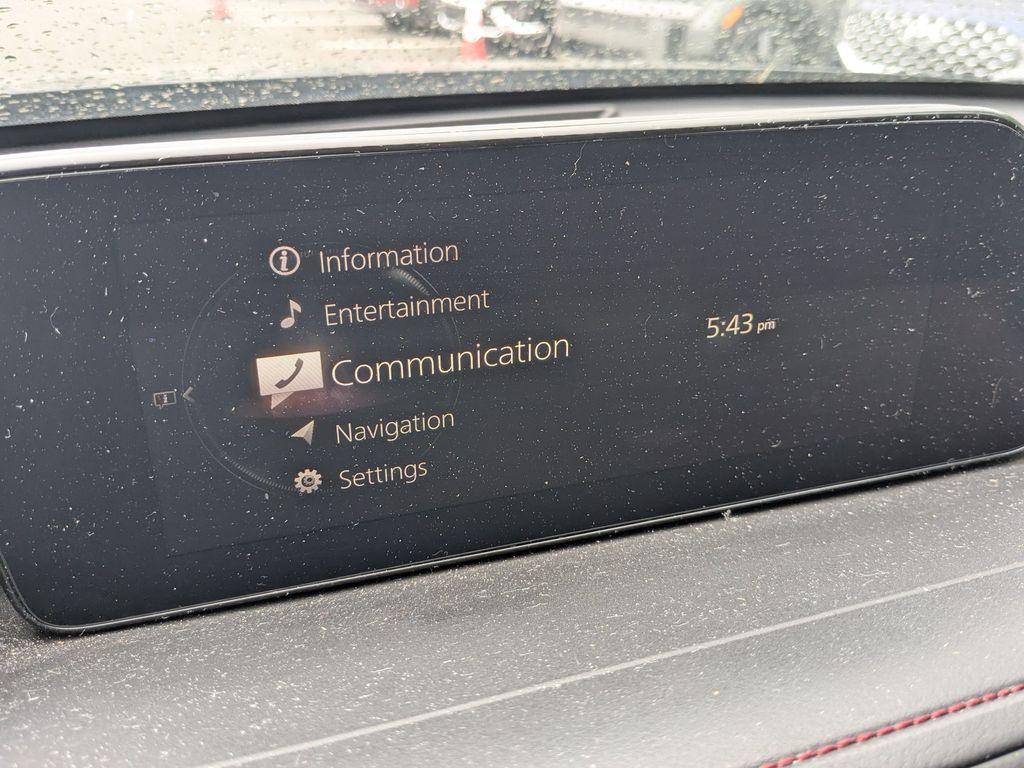 Information
Entertainment
Communication
5:43 pm
Navigation
Settings